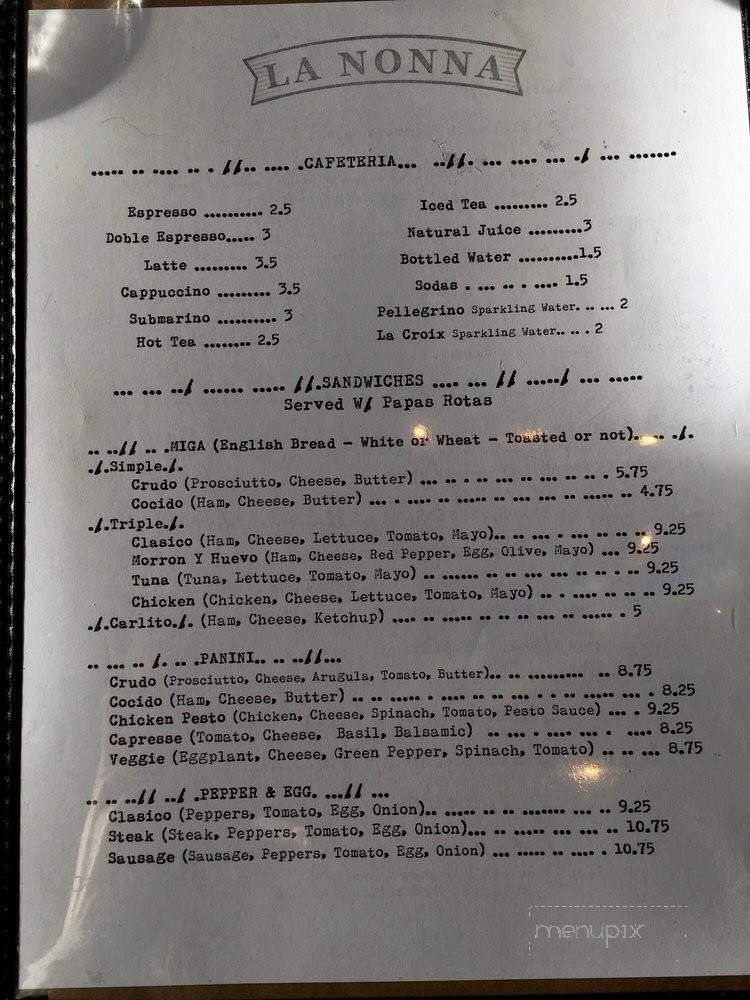 LA NONNA
..... .. .... .. . //.. .... .CAFETERIA... ..//. ... .... ... ./ ... .......
Espresso .......... 2.5
Doble Espresso..... 3
Latte ......... 3.5
Cappuccino ......... 3.5
Submarino ......... 3
Hot Tea ........ 2.5
Iced Tea ......... 2.5
Natural Juice .........3
Bottled Water ..........1.5
Sodas . .... .. . .... 1.5
Pellegrino Sparkling Water. .. ... 2
La Croix Sparkling Water.. .. . 2
... ... ../ ...... ..... //.SANDWICHES .... ... // ...../ ... .....
Served W/ Papas Rotas
.. ..// .. .MIGA (English Bread - White or Wheat - Toasted or not).. .. ./.
./.Simple./.
Crudo (Prosciutto, Cheese, Butter) ... .. . .. ... ... .. ... .. .. . 5.75
Cocido (Ham, Cheese, Butter) ... . .... .. .. ... ... .. ..... .. 4.75
./.Triple./.
Clasico (Ham, Cheese, Lettuce, Tomato, Mayo).. .. ... . ... .. .. .. 9.25
Morron Y Huevo (Ham, Cheese, Red Pepper, Egg, Olive, Mayo) ... 9.25
Tuna (Tuna, Lettuce, Tomato, Mayo) .. ...... .. .. ... ... .. .. . .. 9.25
Chicken (Chicken, Cheese, Lettuce, Tomato, Mayo) .. . .... .. .. .. 9.25
./.Carlito./. (Ham, Cheese, Ketchup) .... .. ..... .. .. .. ... .. .... . 5
.. ... .. /. .. .PANINI.. .. ..//...
Crudo (Prosciutto, Cheese, Arugula, Tomato, Butter).. .. .......... .. 8.75
Cocido (Ham, Cheese, Butter) .. .. ..... . .... .. .. ... . . .. ..... . 8.25
Chicken Pesto (Chicken, Cheese, Spinach, Tomato, Pesto Sauce) ... . 9.25
Capresse (Tomato, Cheese, Basil, Balsamic) .. ... . .... ... . .... 8.25
Veggie (Eggplant, Cheese, Green Pepper, Spinach, Tomato) .. .. ... 8.75
.. .. ..// ../ .PEPPER & EGG. ...// ...
Clasico (Peppers, Tomato, Egg, Onion).. ..... .. .. ....... ... .. 9.25
Steak (Steak, Peppers, Tomato, Egg, Onion)... .. ..... ... ... .. 10.75
Sausage (Sausage, Peppers, Tomato, Egg, Onion) ... ..... .. .... . 10.75
menupix